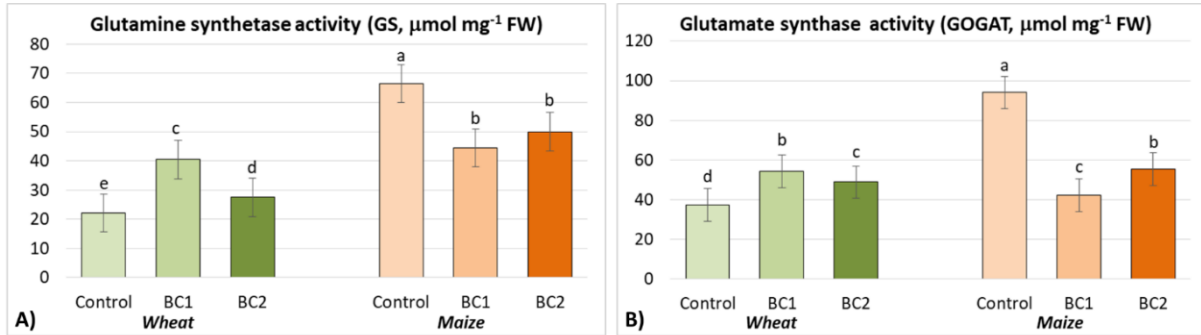 Glutamine synthetase activity (GS, µmol mg⁻¹ FW)
80
70
60
50
40
30
20
10
0
e
c
d
a
b
b
Control BC1 BC2 Control BC1 BC2
Wheat Maize
A)
Glutamate synthase activity (GOGAT, µmol mg⁻¹ FW)
120
100
80
60
40
20
0
d
b
c
a
c
b
Control BC1 BC2 Control BC1 BC2
Wheat Maize
B)